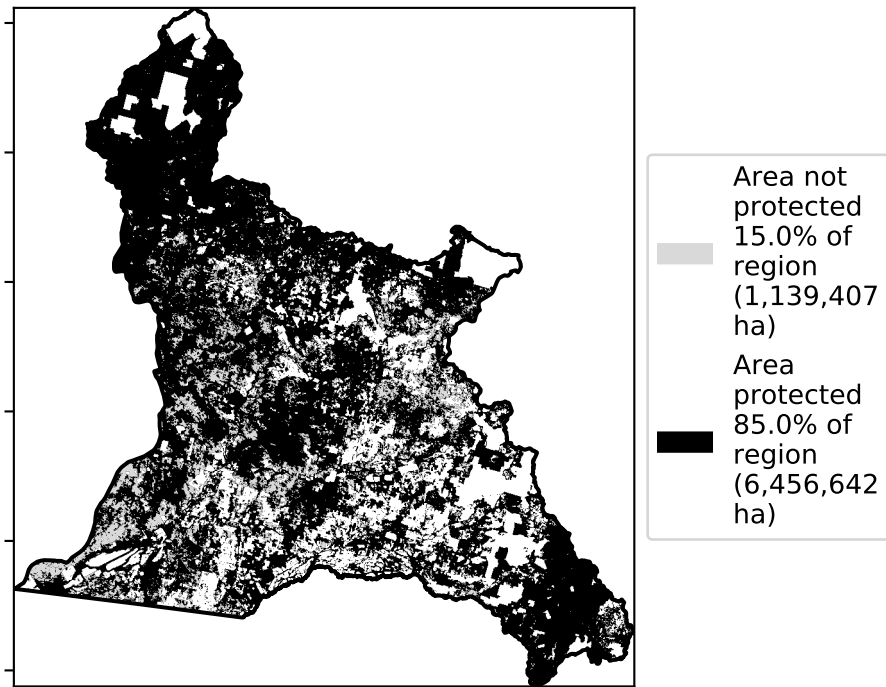 Area not
protected
15.0% of
region
(1,139,407
ha)
Area
protected
85.0% of
region
(6,456,642
ha)